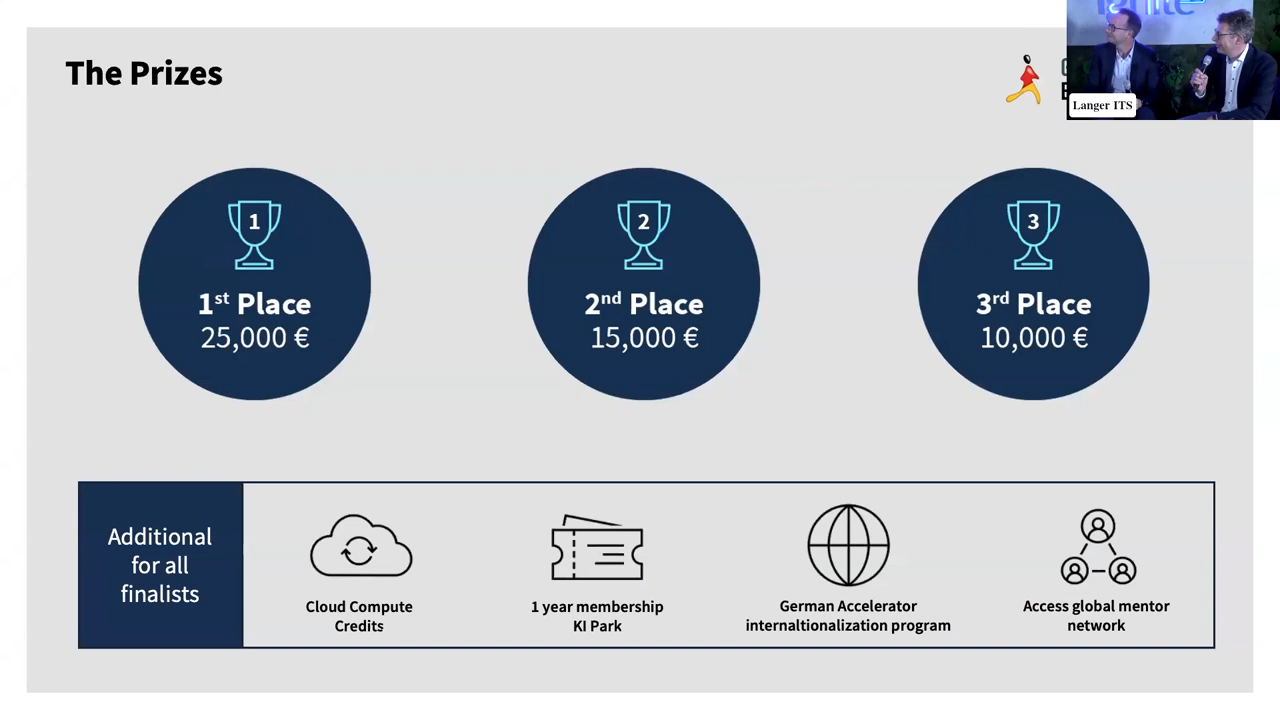 The Prizes
ignite
Langer ITS
1
1st Place
25,000 €
2
2nd Place
15,000 €
3
3rd Place
10,000 €
Additional
for all
finalists
Cloud Compute
Credits
1 year membership
KI Park
German Accelerator
internaltionalization program
Access global mentor
network